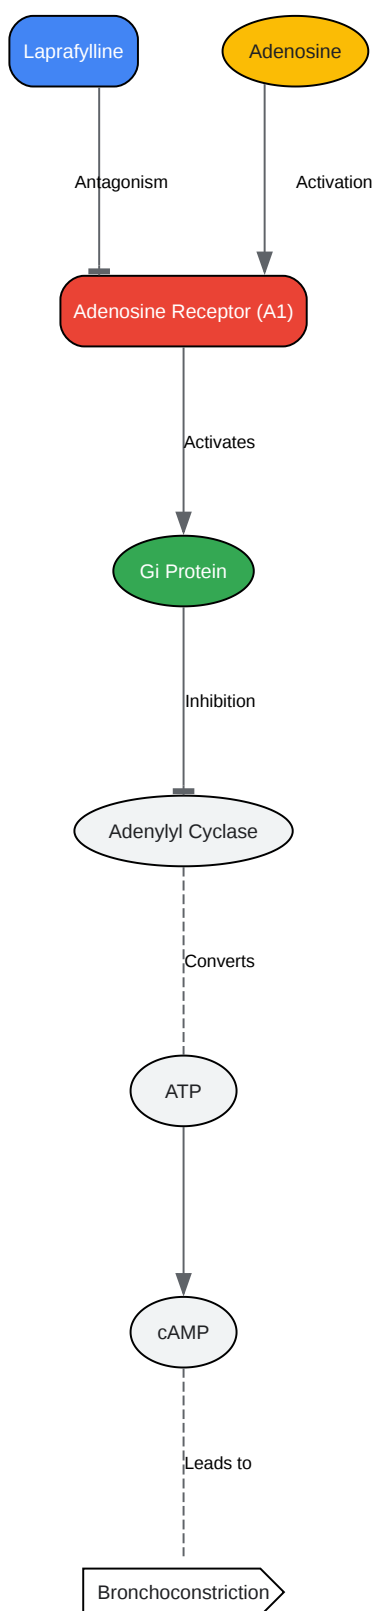 Laprafylline
Adenosine
Antagonism
Activation
Adenosine Receptor (A1)
Activates
Gi Protein
Inhibition
Adenylyl Cyclase
Converts
ATP
cAMP
Leads to
Bronchoconstriction